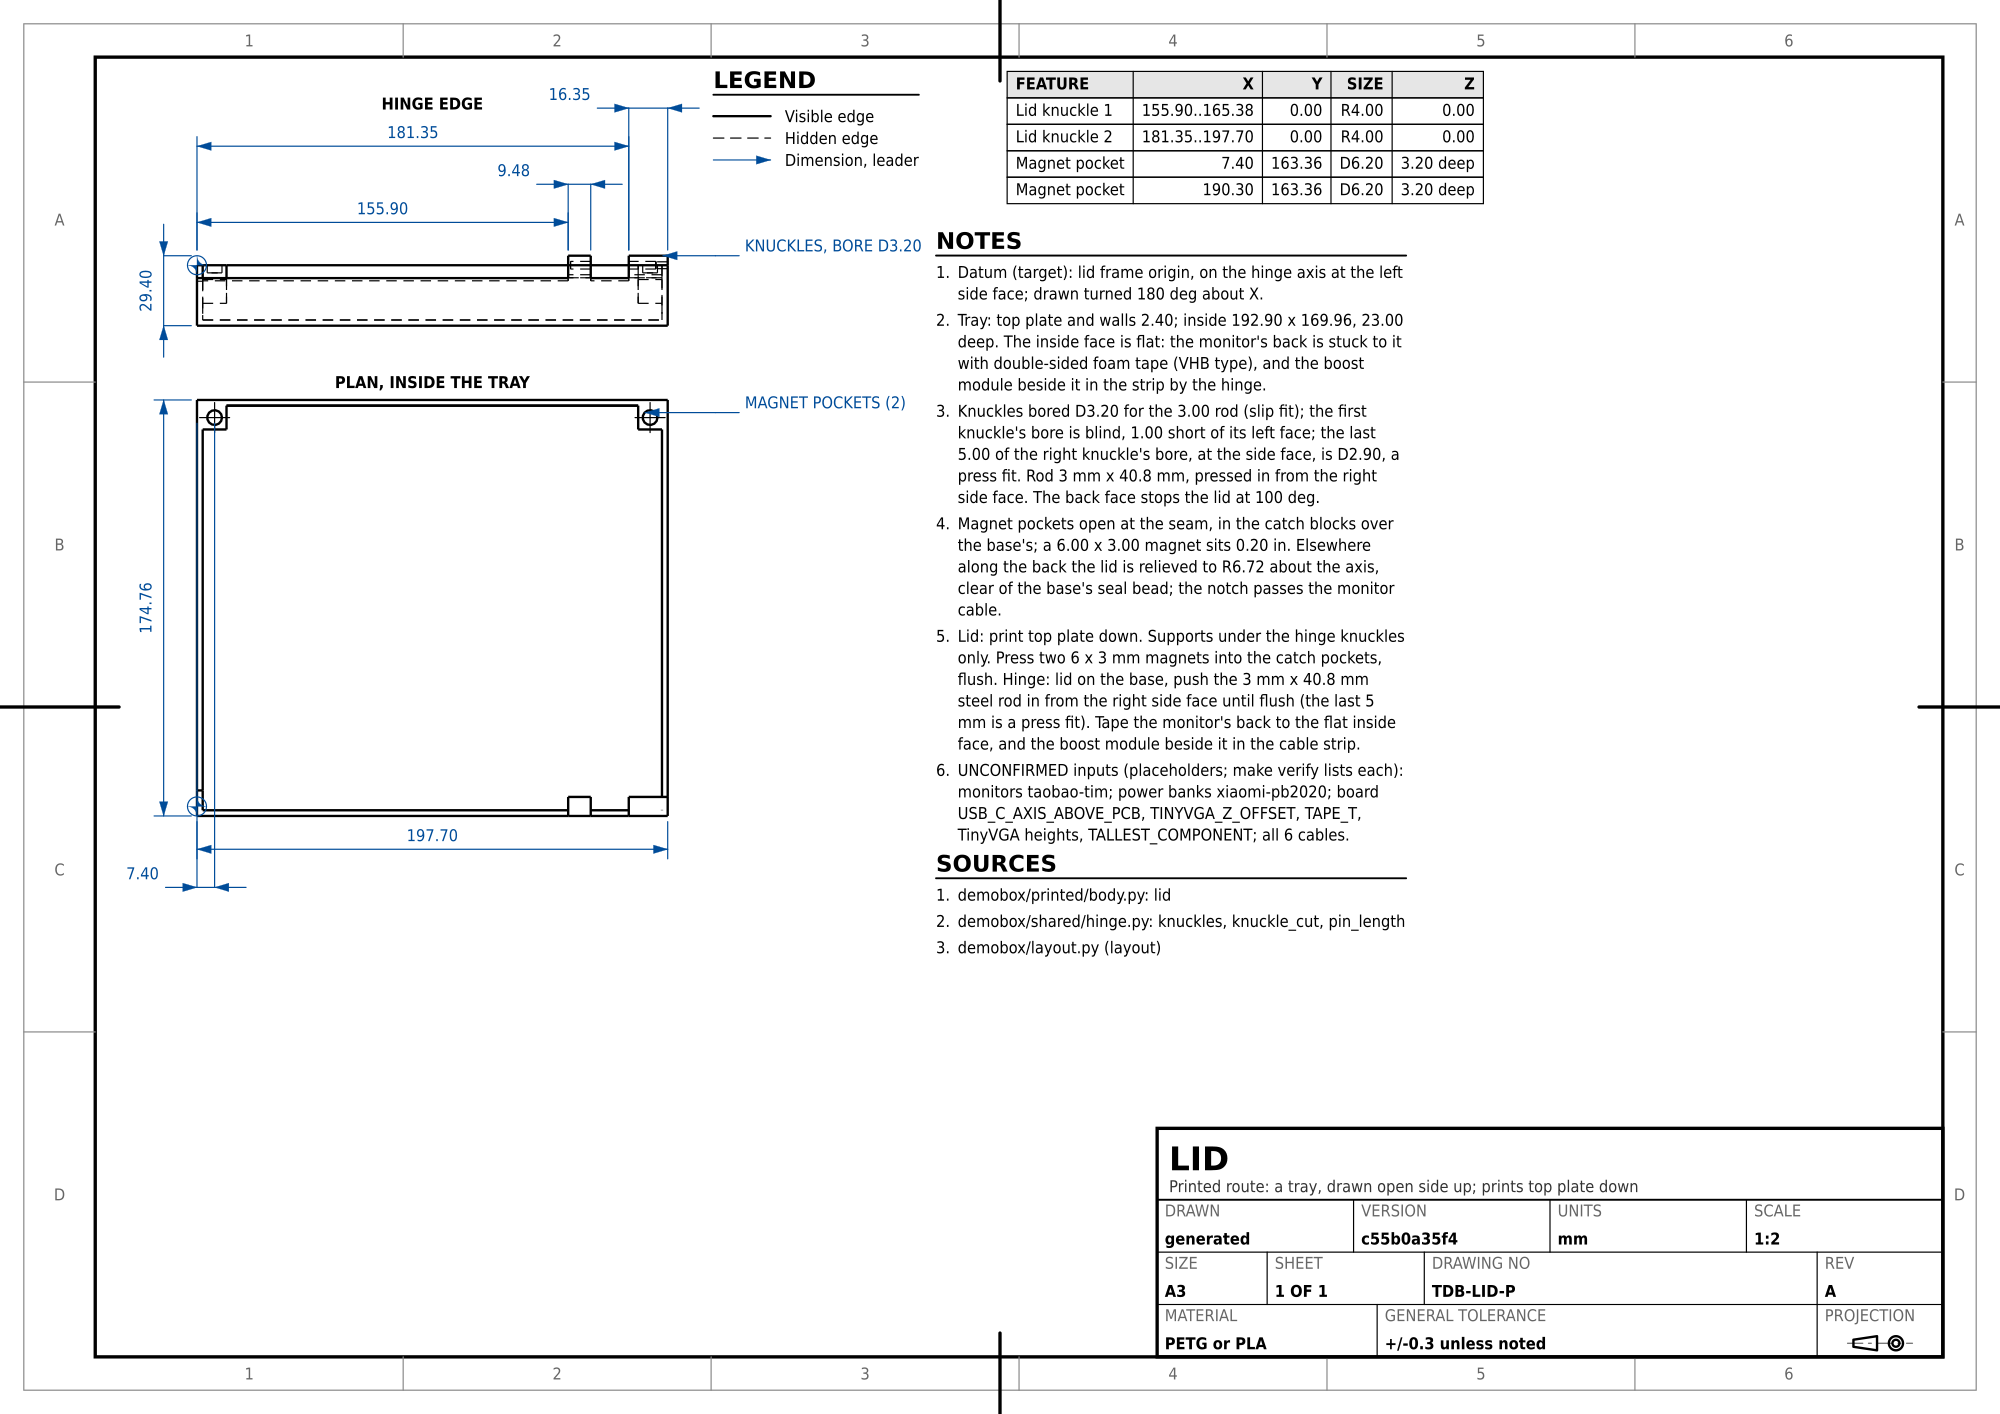 1 2 3 4 5 6
A
B
C
D
HINGE EDGE
16.35
181.35
9.48
155.90
29.40
KNUCKLES, BORE D3.20
PLAN, INSIDE THE TRAY
MAGNET POCKETS (2)
174.76
197.70
7.40
LEGEND
Visible edge
Hidden edge
Dimension, leader
FEATURE X Y SIZE Z
Lid knuckle 1 155.90..165.38 0.00 R4.00 0.00
Lid knuckle 2 181.35..197.70 0.00 R4.00 0.00
Magnet pocket 7.40 163.36 D6.20 3.20 deep
Magnet pocket 190.30 163.36 D6.20 3.20 deep
NOTES
1. Datum (target): lid frame origin, on the hinge axis at the left
side face; drawn turned 180 deg about X.
2. Tray: top plate and walls 2.40; inside 192.90 x 169.96, 23.00
deep. The inside face is flat: the monitor's back is stuck to it
with double-sided foam tape (VHB type), and the boost
module beside it in the strip by the hinge.
3. Knuckles bored D3.20 for the 3.00 rod (slip fit); the first
knuckle's bore is blind, 1.00 short of its left face; the last
5.00 of the right knuckle's bore, at the side face, is D2.90, a
press fit. Rod 3 mm x 40.8 mm, pressed in from the right
side face. The back face stops the lid at 100 deg.
4. Magnet pockets open at the seam, in the catch blocks over
the base's; a 6.00 x 3.00 magnet sits 0.20 in. Elsewhere
along the back the lid is relieved to R6.72 about the axis,
clear of the base's seal bead; the notch passes the monitor
cable.
5. Lid: print top plate down. Supports under the hinge knuckles
only. Press two 6 x 3 mm magnets into the catch pockets,
flush. Hinge: lid on the base, push the 3 mm x 40.8 mm
steel rod in from the right side face until flush (the last 5
mm is a press fit). Tape the monitor's back to the flat inside
face, and the boost module beside it in the cable strip.
6. UNCONFIRMED inputs (placeholders; make verify lists each):
monitors taobao-tim; power banks xiaomi-pb2020; board
USB_C_AXIS_ABOVE_PCB, TINYVGA_Z_OFFSET, TAPE_T,
TinyVGA heights, TALLEST_COMPONENT; all 6 cables.
SOURCES
1. demobox/printed/body.py: lid
2. demobox/shared/hinge.py: knuckles, knuckle_cut, pin_length
3. demobox/layout.py (layout)
A
B
C
D
LID
Printed route: a tray, drawn open side up; prints top plate down
DRAWN VERSION UNITS SCALE
generated c55b0a35f4 mm 1:2
SIZE SHEET DRAWING NO REV
A3 1 OF 1 TDB-LID-P A
MATERIAL GENERAL TOLERANCE PROJECTION
PETG or PLA +/-0.3 unless noted
1 2 3 4 5 6